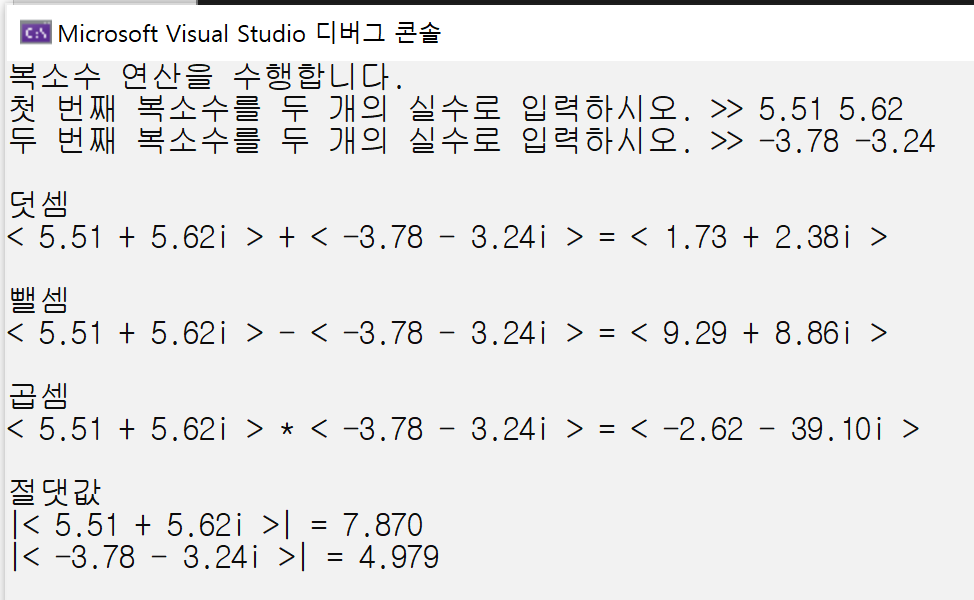 Microsoft Visual Studio 디버그 콘솔
복소수 연산을 수행합니다.
첫 번째 복소수를 두 개의 실수로 입력하시오. >> 5.51 5.62
두 번째 복소수를 두 개의 실수로 입력하시오. >> -3.78 -3.24
덧셈
< 5.51 + 5.62i > + < -3.78 - 3.24i > = < 1.73 + 2.38i >
뺄셈
< 5.51 + 5.62i > - < -3.78 - 3.24i > = < 9.29 + 8.86i >
곱셈
< 5.51 + 5.62i > * < -3.78 - 3.24i > = < -2.62 - 39.10i >
절댓값
|< 5.51 + 5.62i >| = 7.870
|< -3.78 - 3.24i >| = 4.979